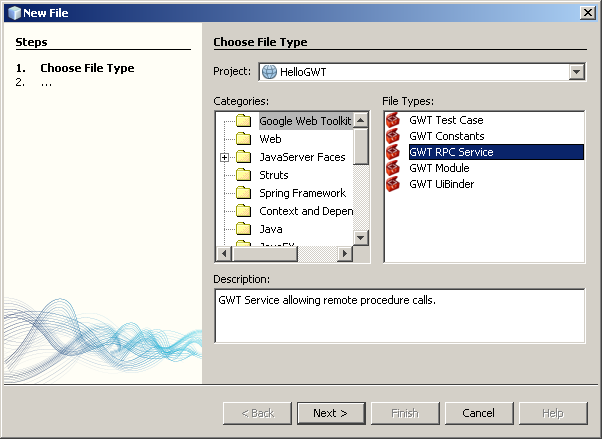 New File
Steps
1. Choose File Type
2. ...
Choose File Type
Project: HelloGWT
Categories:
Google Web Toolkit
Web
JavaServer Faces
Struts
Spring Framework
Context and Depen
Java
JavaFX
File Types:
GWT Test Case
GWT Constants
GWT RPC Service
GWT Module
GWT UiBinder
Description:
GWT Service allowing remote procedure calls.
< Back
Next >
Finish
Cancel
Help